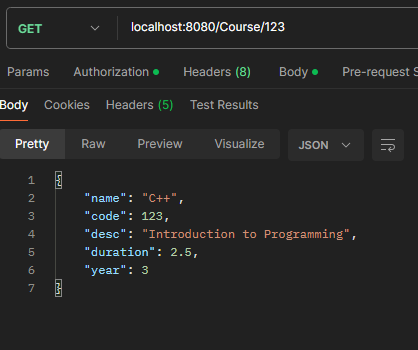 GET localhost:8080/Course/123
Params Authorization Headers (8) Body Pre-request S
Body Cookies Headers (5) Test Results
Pretty Raw Preview Visualize JSON
1 {
2 "name": "C++",
3 "code": 123,
4 "desc": "Introduction to Programming",
5 "duration": 2.5,
6 "year": 3
7 }